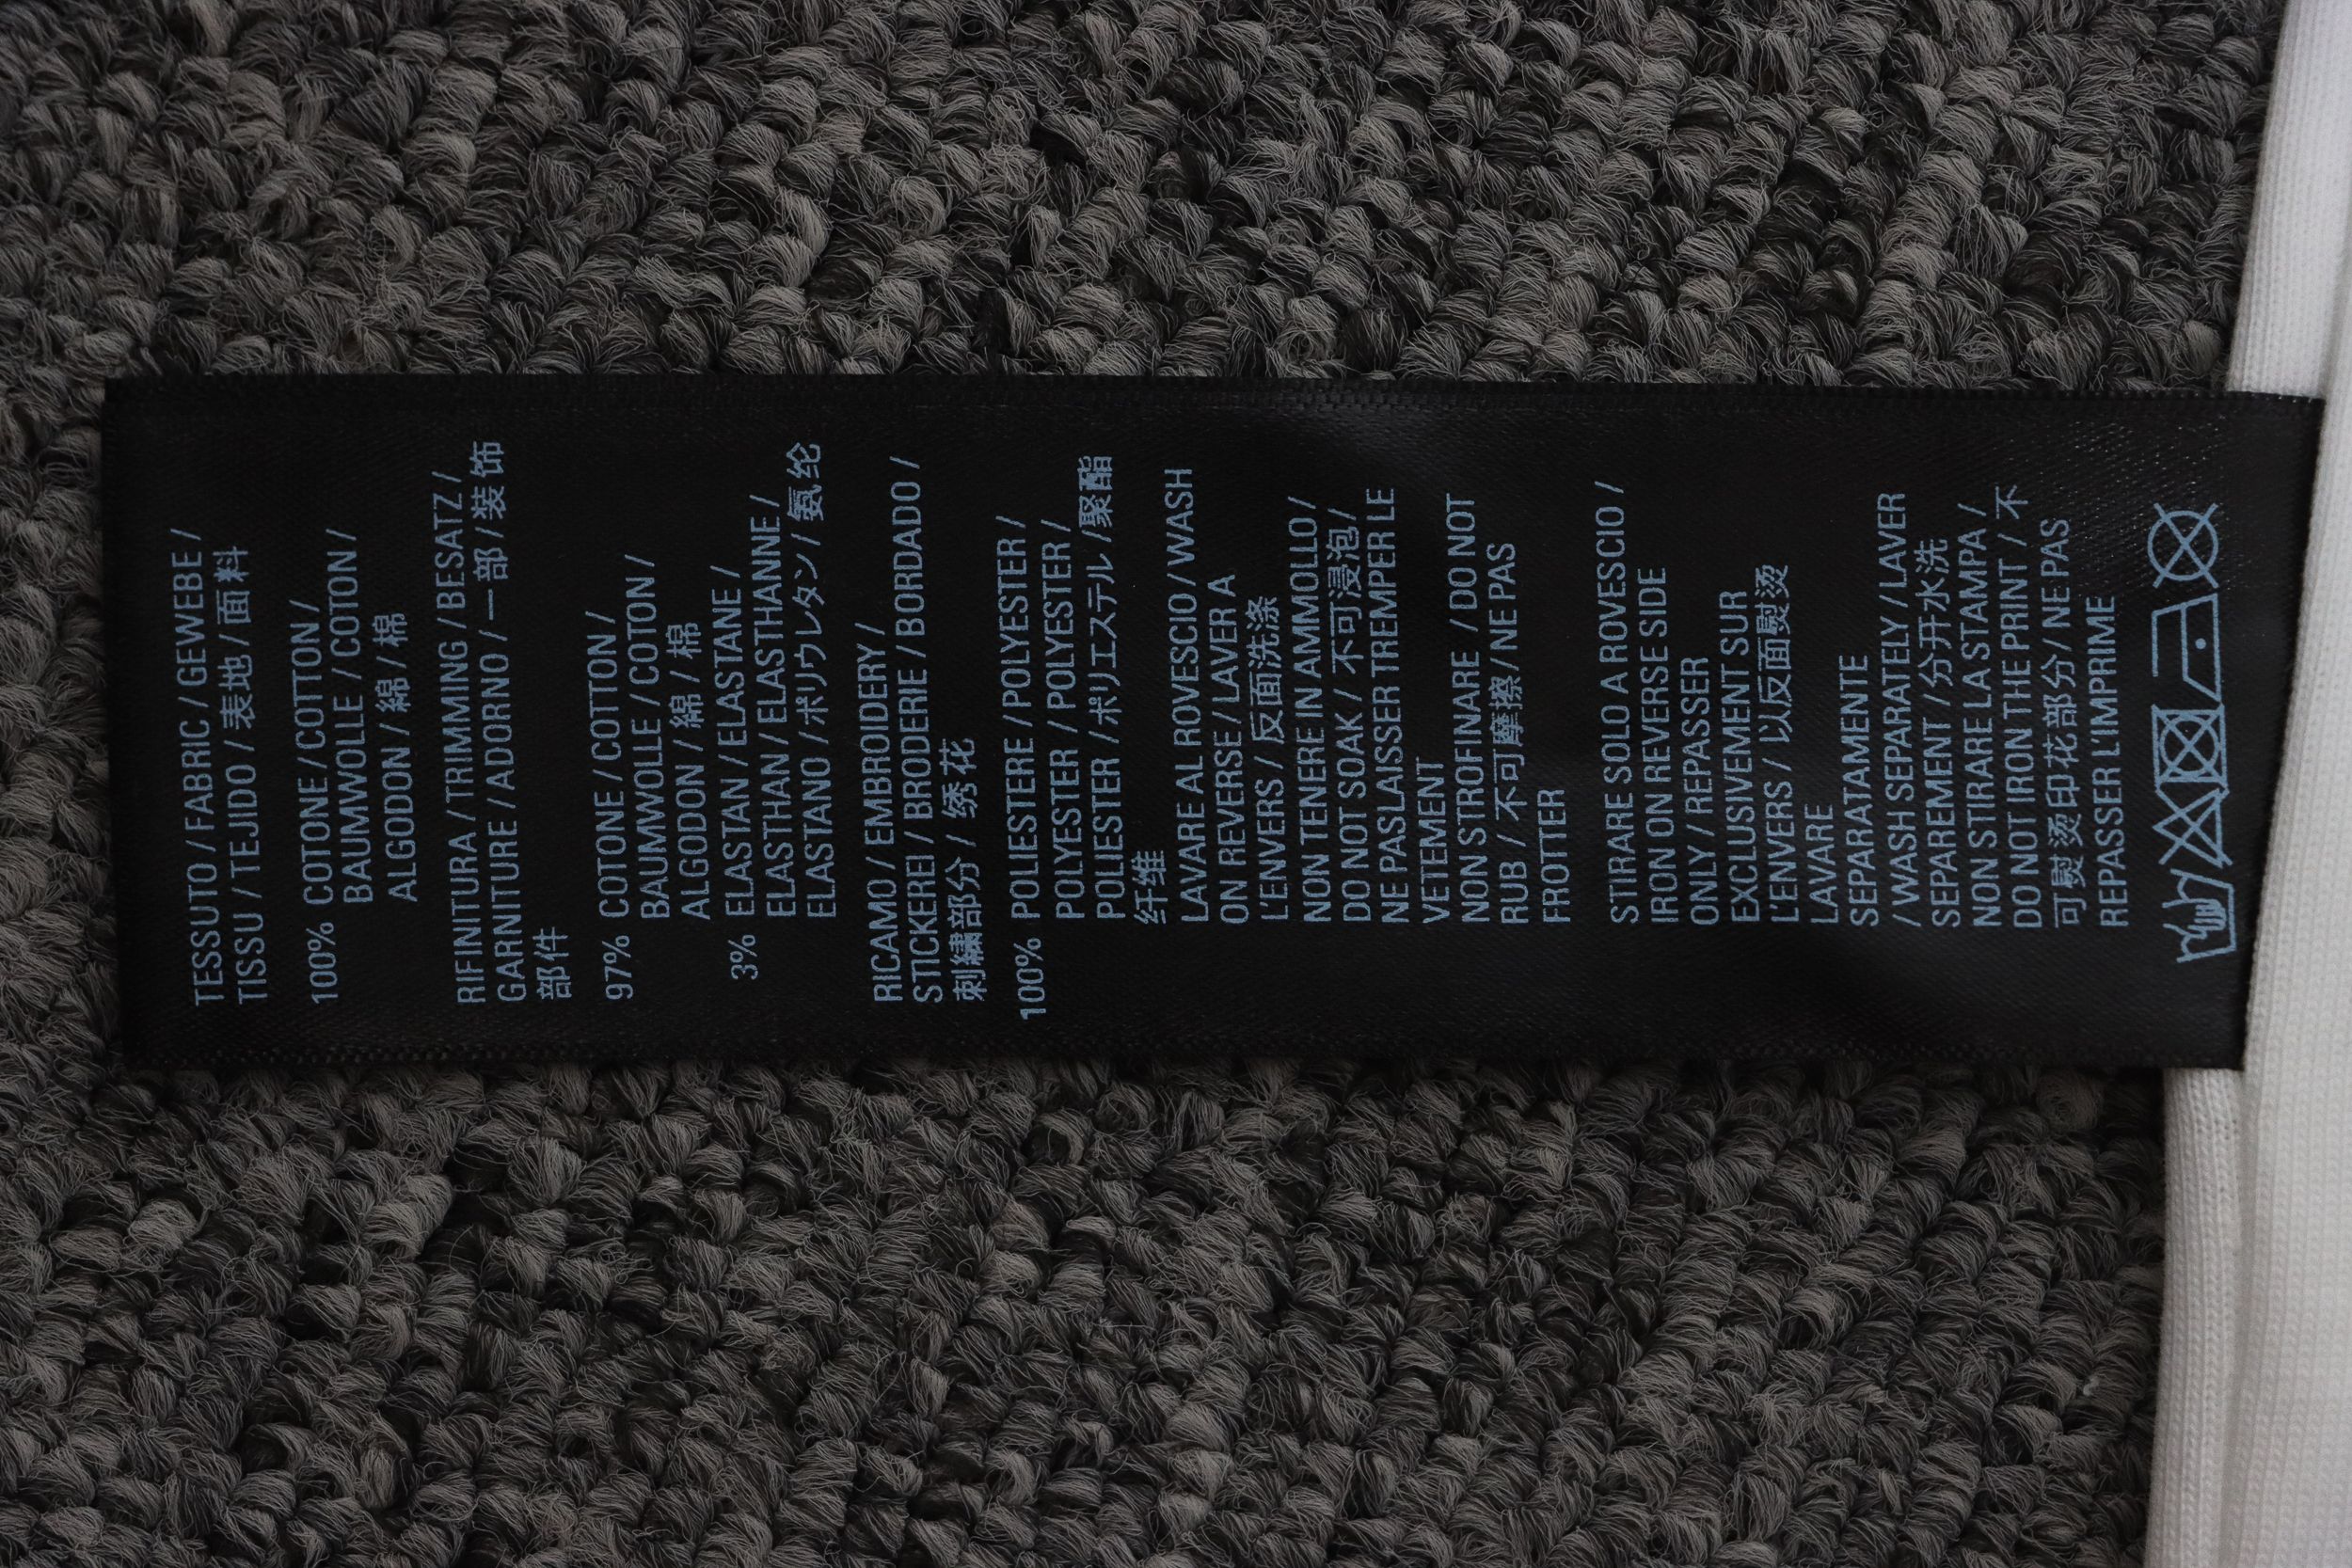 TESSUTO / FABRIC / GEWEBE /
TISSU / TEJIDO / 表地 / 面料
100% COTONE / COTTON /
BAUMWOLLE / COTON /
ALGODON / 綿 / 棉
RIFINITURA / TRIMMING / BESATZ /
GARNITURE / ADORNO / 一部 / 装饰
部件
97% COTONE / COTTON /
BAUMWOLLE / COTON /
ALGODON / 綿 / 棉
3% ELASTAN / ELASTANE /
ELASTHAN / ELASTHANNE /
ELASTANO / ポリウレタン / 氨纶
RICAMO / EMBROIDERY /
STICKEREI / BRODERIE / BORDADO /
刺繍部分 / 绣花
100% POLIESTERE / POLYESTER /
POLYESTER / POLYESTER /
POLIESTER / ポリエステル / 聚酯
纤维
LAVARE AL ROVESCIO / WASH
ON REVERSE / LAVER A
L'ENVERS / 反面洗涤
NON TENERE IN AMMOLLO /
DO NOT SOAK / 不可浸泡 /
NE PAS LAISSER TREMPER LE
VETEMENT
NON STROFINARE / DO NOT
RUB / 不可摩擦 / NE PAS
FROTTER
STIRARE SOLO A ROVESCIO /
IRON ON REVERSE SIDE
ONLY / REPASSER
EXCLUSIVEMENT SUR
L'ENVERS / 以反面熨烫
LAVARE
SEPARATAMENTE
/ WASH SEPARATELY / LAVER
SEPAREMENT / 分开水洗
NON STIRARE LA STAMPA /
DO NOT IRON THE PRINT / 不
可熨烫印花部分 / NE PAS
REPASSER L'IMPRIME